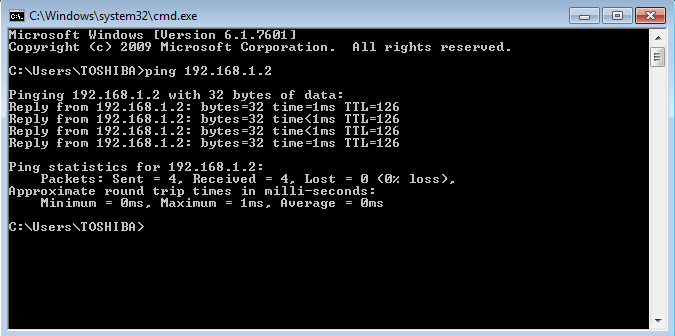 C:\Windows\system32\cmd.exe
Microsoft Windows [Version 6.1.7601]
Copyright (c) 2009 Microsoft Corporation.  All rights reserved.
C:\Users\TOSHIBA>ping 192.168.1.2
Pinging 192.168.1.2 with 32 bytes of data:
Reply from 192.168.1.2: bytes=32 time=1ms TTL=126
Reply from 192.168.1.2: bytes=32 time<1ms TTL=126
Reply from 192.168.1.2: bytes=32 time<1ms TTL=126
Reply from 192.168.1.2: bytes=32 time=1ms TTL=126
Ping statistics for 192.168.1.2:
    Packets: Sent = 4, Received = 4, Lost = 0 (0% loss),
Approximate round trip times in milli-seconds:
    Minimum = 0ms, Maximum = 1ms, Average = 0ms
C:\Users\TOSHIBA>